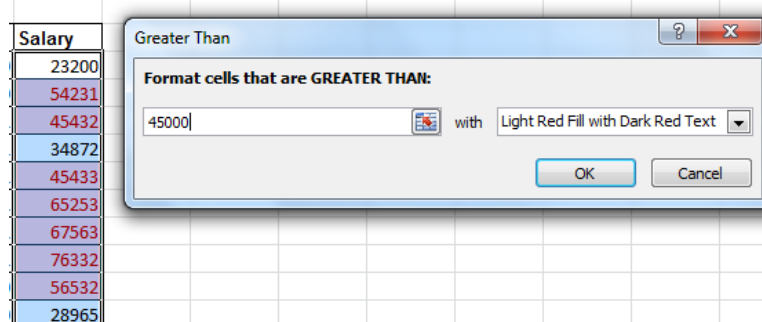 Salary
23200
54231
45432
34872
45433
65253
67563
76332
56532
28965
Greater Than
?
Format cells that are GREATER THAN:
45000 with Light Red Fill with Dark Red Text
OK Cancel